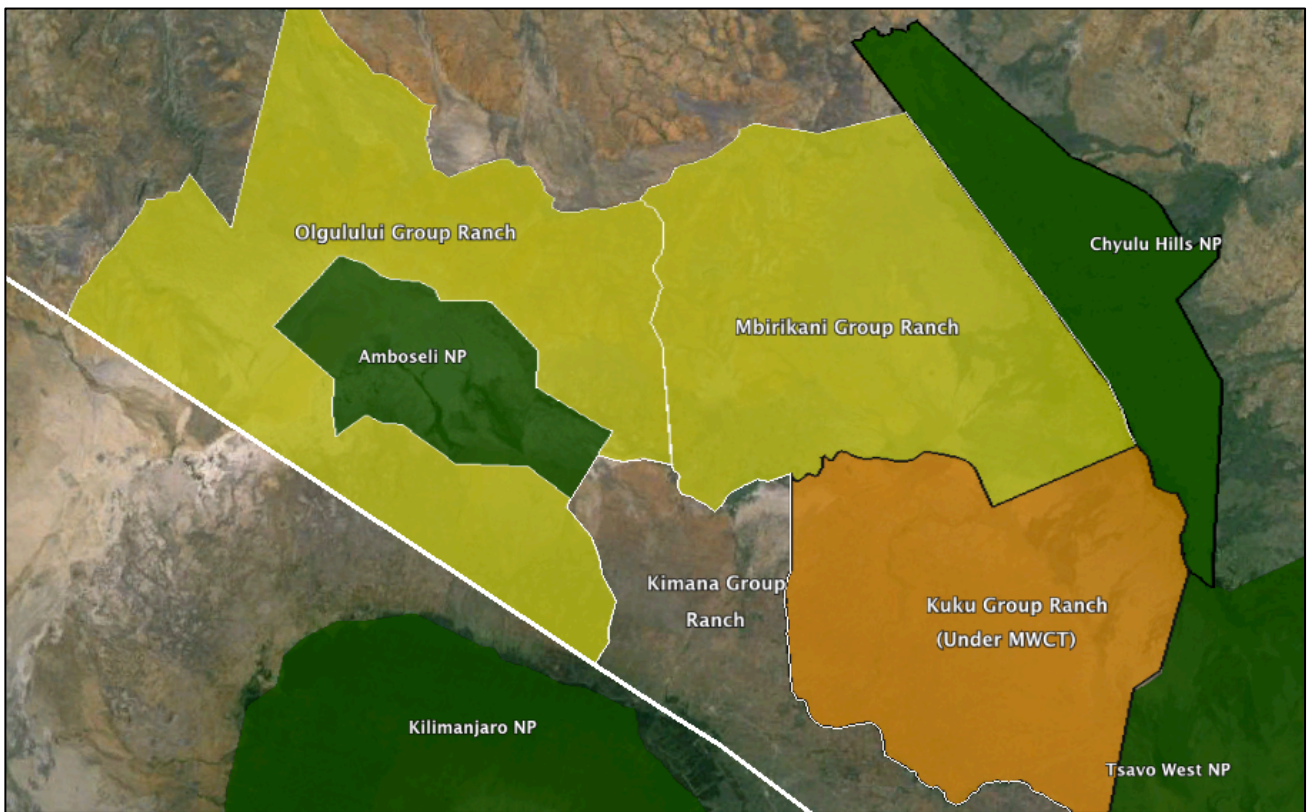 Olgululul Group Ranch
Chyulu Hills NP
Mbirikani Group Ranch
Amboseli NP
Kimana Group
Ranch
Kuku Group Ranch
(Under MWCT)
Kilimanjaro NP
Tsavo West NP